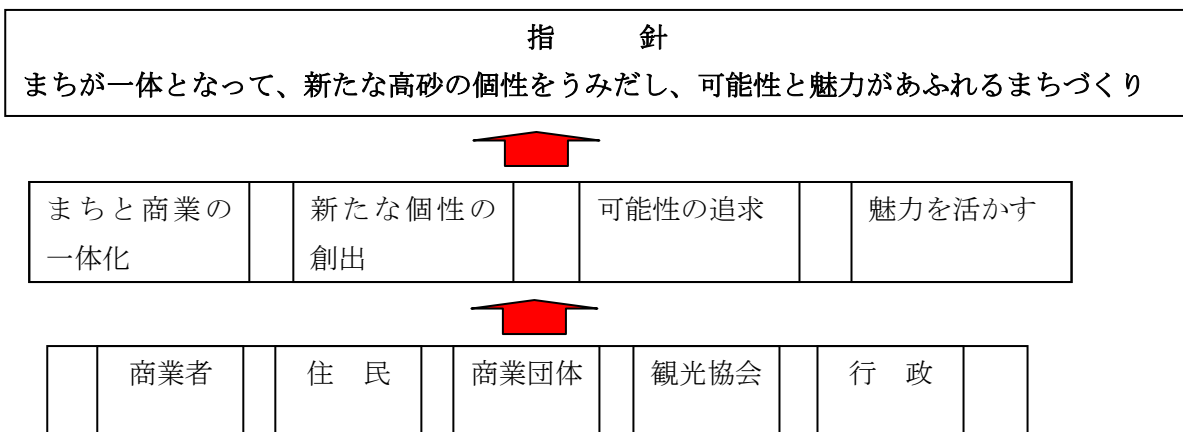 指　　針
まちが一体となって、新たな高砂の個性をうみだし、可能性と魅力があふれるまちづくり
まちと商業の
一体化
新たな個性の
創出
可能性の追求
魅力を活かす
商業者
住　民
商業団体
観光協会
行　政